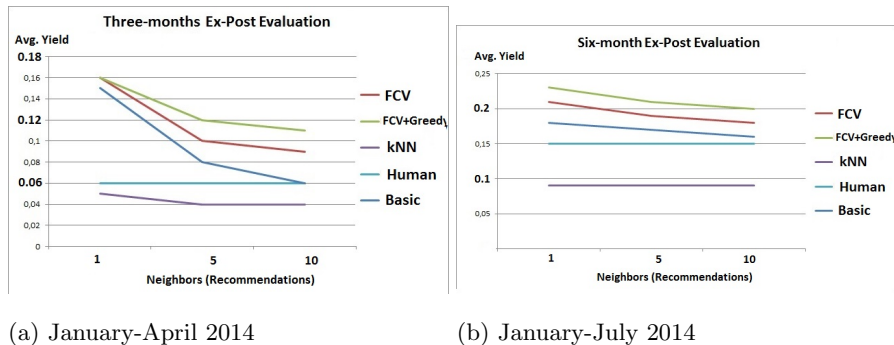 Three-months Ex-Post Evaluation
Avg. Yield
0.18
0,16
0,14
0.12
0,1
0,08
0.06
0,04
0,02
0
1
5
10
Neighbors (Recommendations)
FCV
FCV+Greedy
kNN
Human
Basic
(a) January-April 2014
Six-month Ex-Post Evaluation
Avg. Yield
0,25
0.2
0,15
0.1
0,05
1
5
10
Neighbors (Recommendations)
FCV
FCV+Greedy
kNN
Human
Basic
(b) January-July 2014